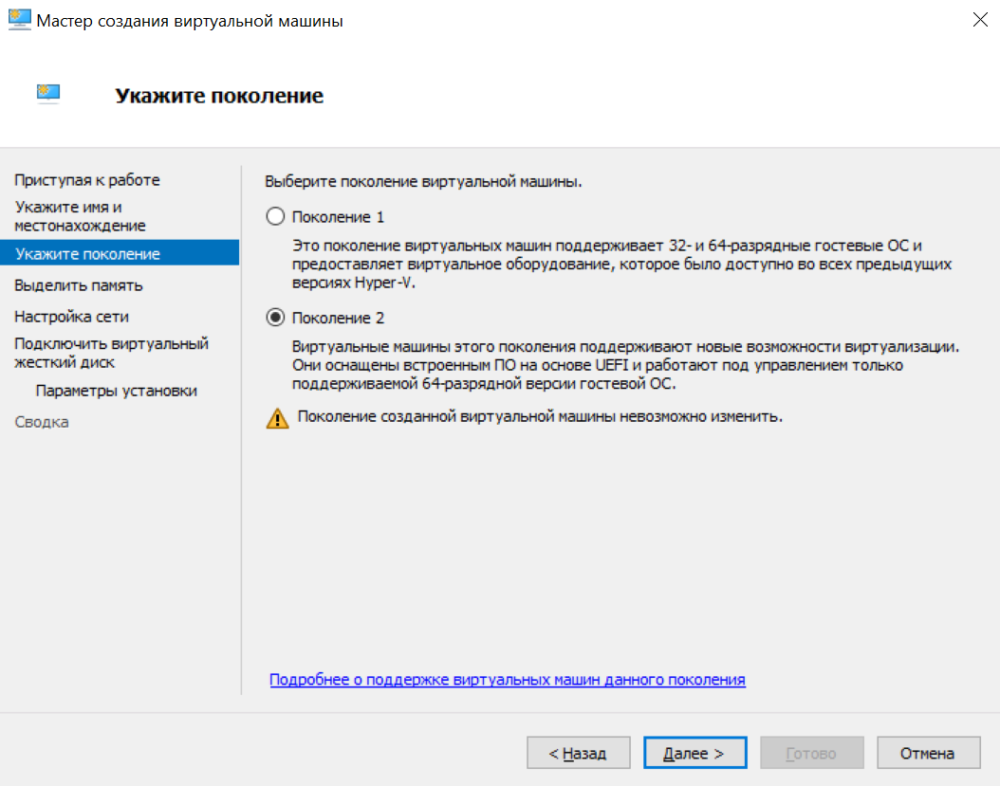 Мастер создания виртуальной машины
Укажите поколение
Приступая к работе
Укажите имя и
местонахождение
Укажите поколение
Выделить память
Настройка сети
Подключить виртуальный
жесткий диск
Параметры установки
Сводка
Выберите поколение виртуальной машины.
Поколение 1
Это поколение виртуальных машин поддерживает 32- и 64-разрядные гостевые ОС и
предоставляет виртуальное оборудование, которое было доступно во всех предыдущих
версиях Hyper-V.
Поколение 2
Виртуальные машины этого поколения поддерживают новые возможности виртуализации.
Они оснащены встроенным ПО на основе UEFI и работают под управлением только
поддерживаемой 64-разрядной версии гостевой ОС.
Поколение созданной виртуальной машины невозможно изменить.
Подробнее о поддержке виртуальных машин данного поколения
< Назад
Далее >
Готово
Отмена